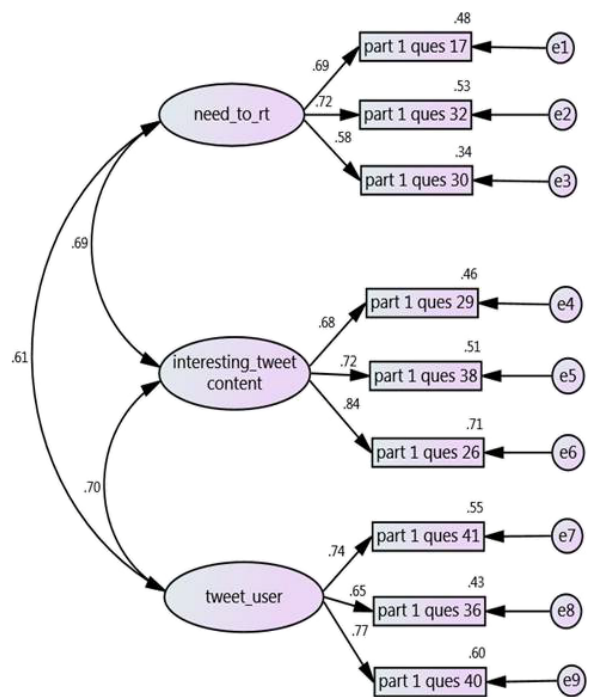 .48
part 1 ques 17
e1
.69
.53
need_to_rt
.72
part 1 ques 32
e2
.58
.34
part 1 ques 30
e3
.69
.46
part 1 ques 29
e4
.68
.51
.61
interesting_tweet
content
.72
part 1 ques 38
e5
.84
.71
part 1 ques 26
e6
.70
.55
part 1 ques 41
e7
.74
.43
tweet_user
.65
part 1 ques 36
e8
.77
.60
part 1 ques 40
e9